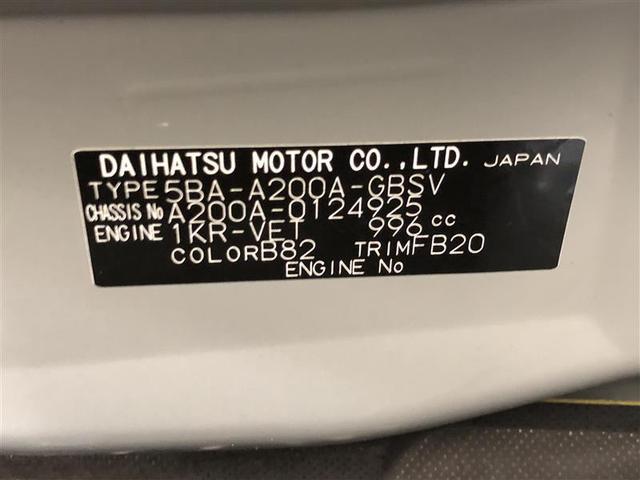 DAIHATSU MOTOR CO.,LTD. JAPAN
TYPE 5BA-A200A-GBSV
CHASSIS No A200A-0124925
ENGINE 1KR-VET 996 cc
COLOR B82 TRIM FB20
ENGINE No